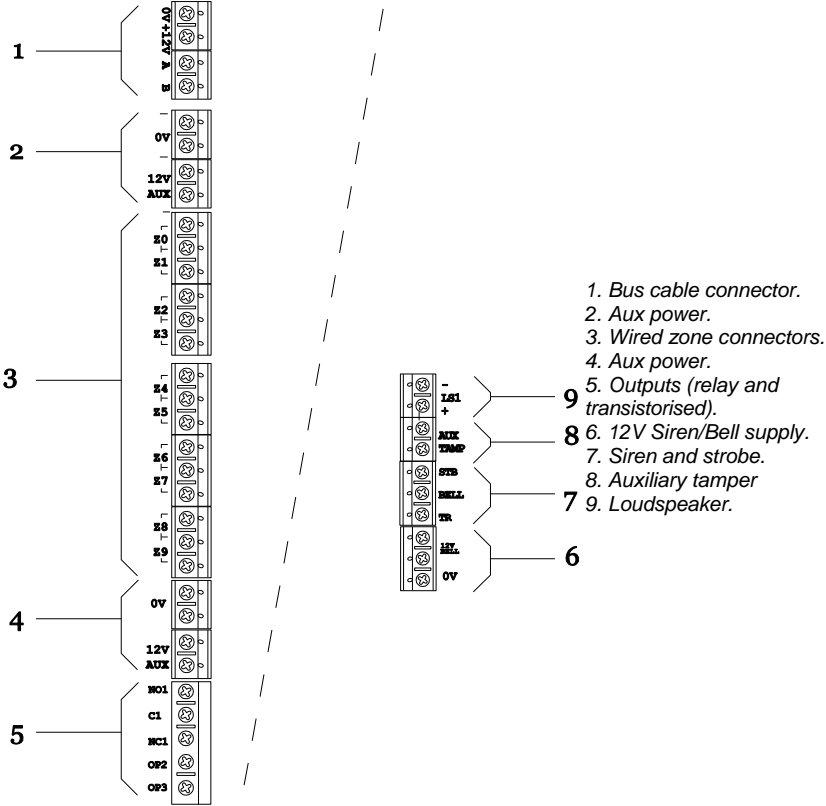 1
0V+12V
A
B
2
0V
12V
AUX
3
Z0
Z1
Z2
Z3
Z4
Z5
Z6
Z7
Z8
Z9
4
0V
12V
AUX
5
NO1
C1
NC1
OP2
OP3
-
LS1
+
9
AUX
TAMP
8
STB
BELL
TR
7
12V
BELL
0V
6
1. Bus cable connector.
2. Aux power.
3. Wired zone connectors.
4. Aux power.
5. Outputs (relay and
transistorised).
6. 12V Siren/Bell supply.
7. Siren and strobe.
8. Auxiliary tamper
9. Loudspeaker.